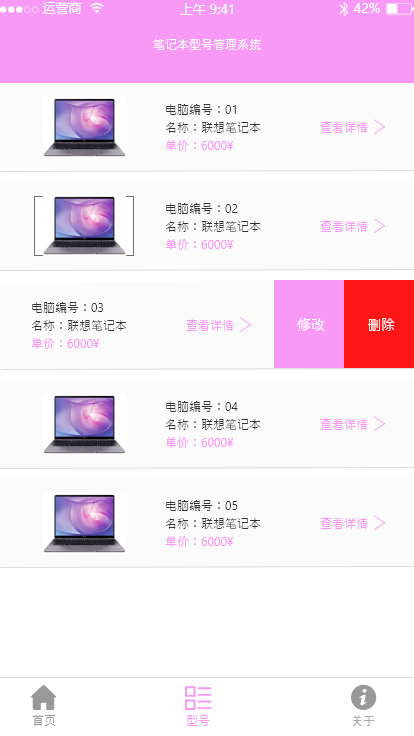 运营商 上午 9:41 42%
笔记本型号管理系统
电脑编号：01
名称：联想笔记本
单价：6000¥
查看详情
电脑编号：02
名称：联想笔记本
单价：6000¥
查看详情
电脑编号：03
名称：联想笔记本
单价：6000¥
查看详情
修改
删除
电脑编号：04
名称：联想笔记本
单价：6000¥
查看详情
电脑编号：05
名称：联想笔记本
单价：6000¥
查看详情
首页
型号
关于